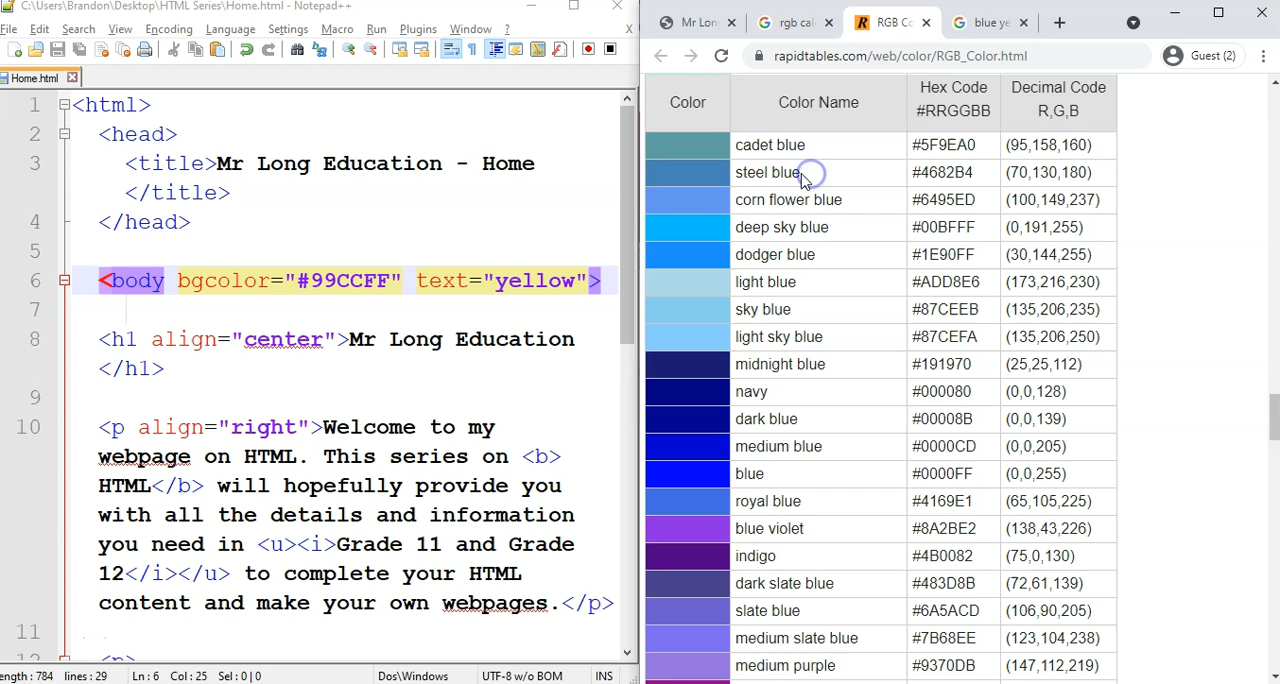 C:\Users\Brandon\Desktop\HTML Series\Home.html - Notepad++
File Edit Search View Encoding Language Settings Macro Run Plugins Window ? X
Home.html
1 <html>
2 <head>
3 <title>Mr Long Education - Home
</title>
4 </head>
5
6 <body bgcolor="#99CCFF" text="yellow">
7
8 <h1 align="center">Mr Long Education
</h1>
9
10 <p align="right">Welcome to my
webpage on HTML. This series on <b>
HTML</b> will hopefully provide you
with all the details and information
you need in <u><i>Grade 11 and Grade
12</i></u> to complete your HTML
content and make your own webpages.</p>
11
12 <p>
ength : 784 lines : 29 Ln : 6 Col : 25 Sel : 0 | 0 Dos\Windows UTF-8 w/o BOM INS
Mr Lon rgb cal RGB Co blue ye
rapidtables.com/web/color/RGB_Color.html Guest (2)
Color Color Name Hex Code #RRGGBB Decimal Code R,G,B
cadet blue #5F9EA0 (95,158,160)
steel blue #4682B4 (70,130,180)
corn flower blue #6495ED (100,149,237)
deep sky blue #00BFFF (0,191,255)
dodger blue #1E90FF (30,144,255)
light blue #ADD8E6 (173,216,230)
sky blue #87CEEB (135,206,235)
light sky blue #87CEFA (135,206,250)
midnight blue #191970 (25,25,112)
navy #000080 (0,0,128)
dark blue #00008B (0,0,139)
medium blue #0000CD (0,0,205)
blue #0000FF (0,0,255)
royal blue #4169E1 (65,105,225)
blue violet #8A2BE2 (138,43,226)
indigo #4B0082 (75,0,130)
dark slate blue #483D8B (72,61,139)
slate blue #6A5ACD (106,90,205)
medium slate blue #7B68EE (123,104,238)
medium purple #9370DB (147,112,219)